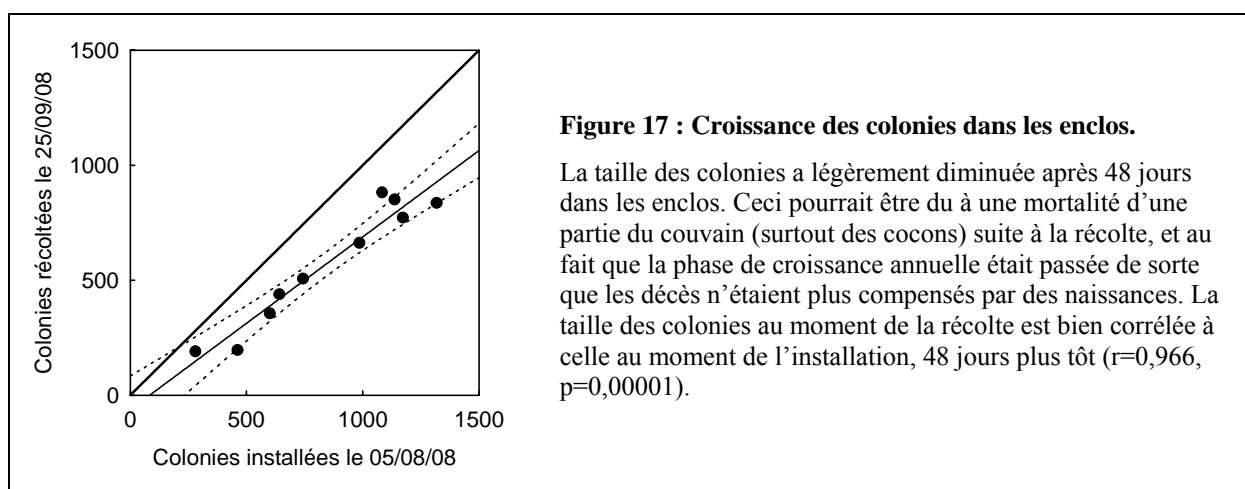 1500
1000
500
0
0
500
1000
1500
Colonies récoltées le 25/09/08
Colonies installées le 05/08/08
Figure 17 : Croissance des colonies dans les enclos.
La taille des colonies a légèrement diminuée après 48 jours
dans les enclos. Ceci pourrait être du à une mortalité d'une
partie du couvain (surtout des cocons) suite à la récolte, et au
fait que la phase de croissance annuelle était passée de sorte
que les décès n'étaient plus compensés par des naissances. La
taille des colonies au moment de la récolte est bien corrélée à
celle au moment de l'installation, 48 jours plus tôt (r=0,966,
p=0,00001).